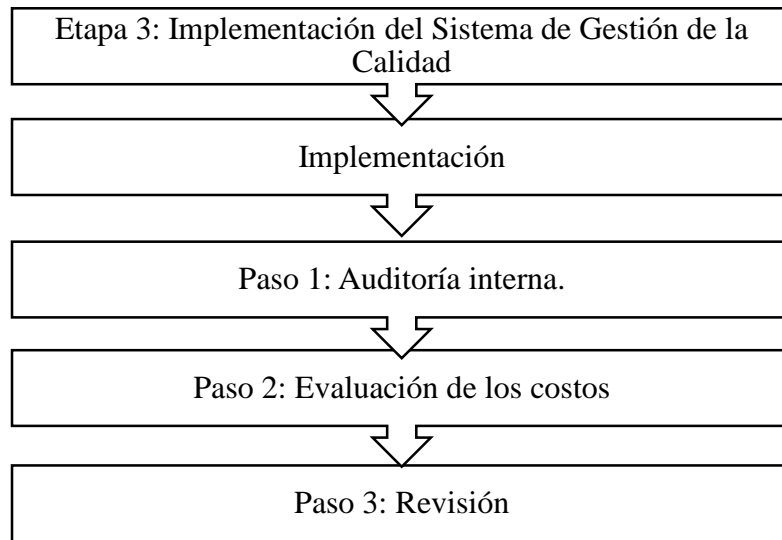 Etapa 3: Implementación del Sistema de Gestión de la
Calidad
Implementación
Paso 1: Auditoría interna.
Paso 2: Evaluación de los costos
Paso 3: Revisión